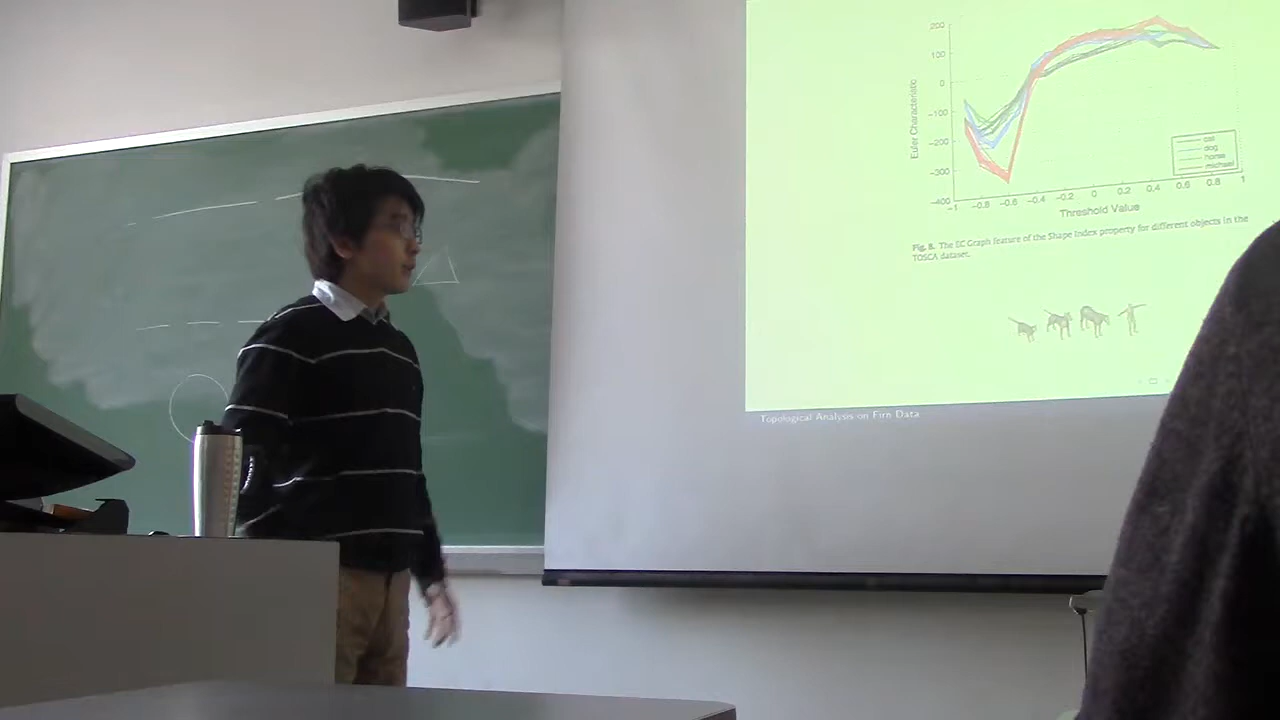 200
100
0
-100
-200
-300
-400
Euler Characteristic
-1 -0.8 -0.6 -0.4 -0.2 0 0.2 0.4 0.6 0.8 1
Threshold Value
cat
dog
horse
michael
Fig. 8. The EC Graph feature of the Shape Index property for different objects in the
TOSCA dataset.
Topological Analysis on Firn Data